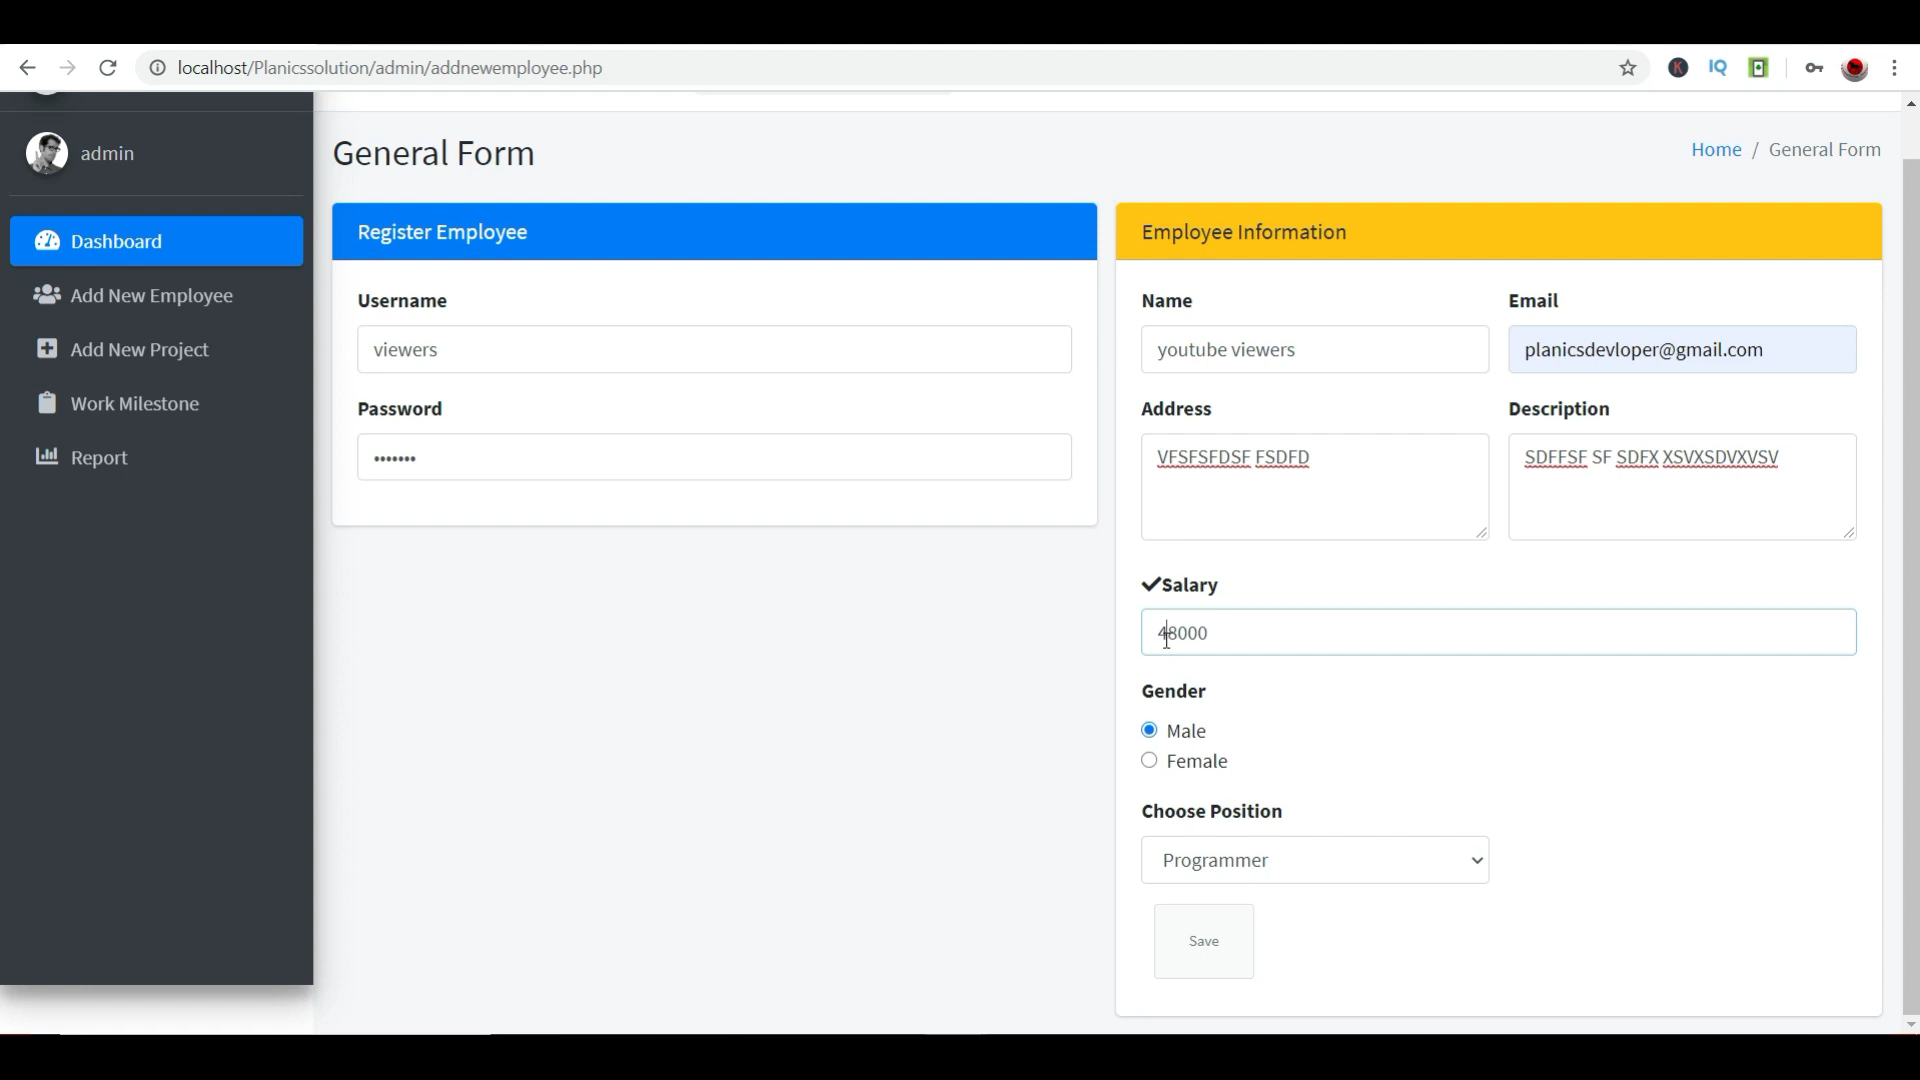 localhost/Planicssolution/admin/addnewemployee.php
K
IQ
admin
Dashboard
Add New Employee
Add New Project
Work Milestone
Report
General Form
Home / General Form
Register Employee
Username
viewers
Password
•••••••
Employee Information
Name
youtube viewers
Email
planicsdevloper@gmail.com
Address
VFSFSFDSF FSDFD
Description
SDFFSF SF SDFX XSVXSDVXVSV
Salary
48000
Gender
Male
Female
Choose Position
Programmer
Save